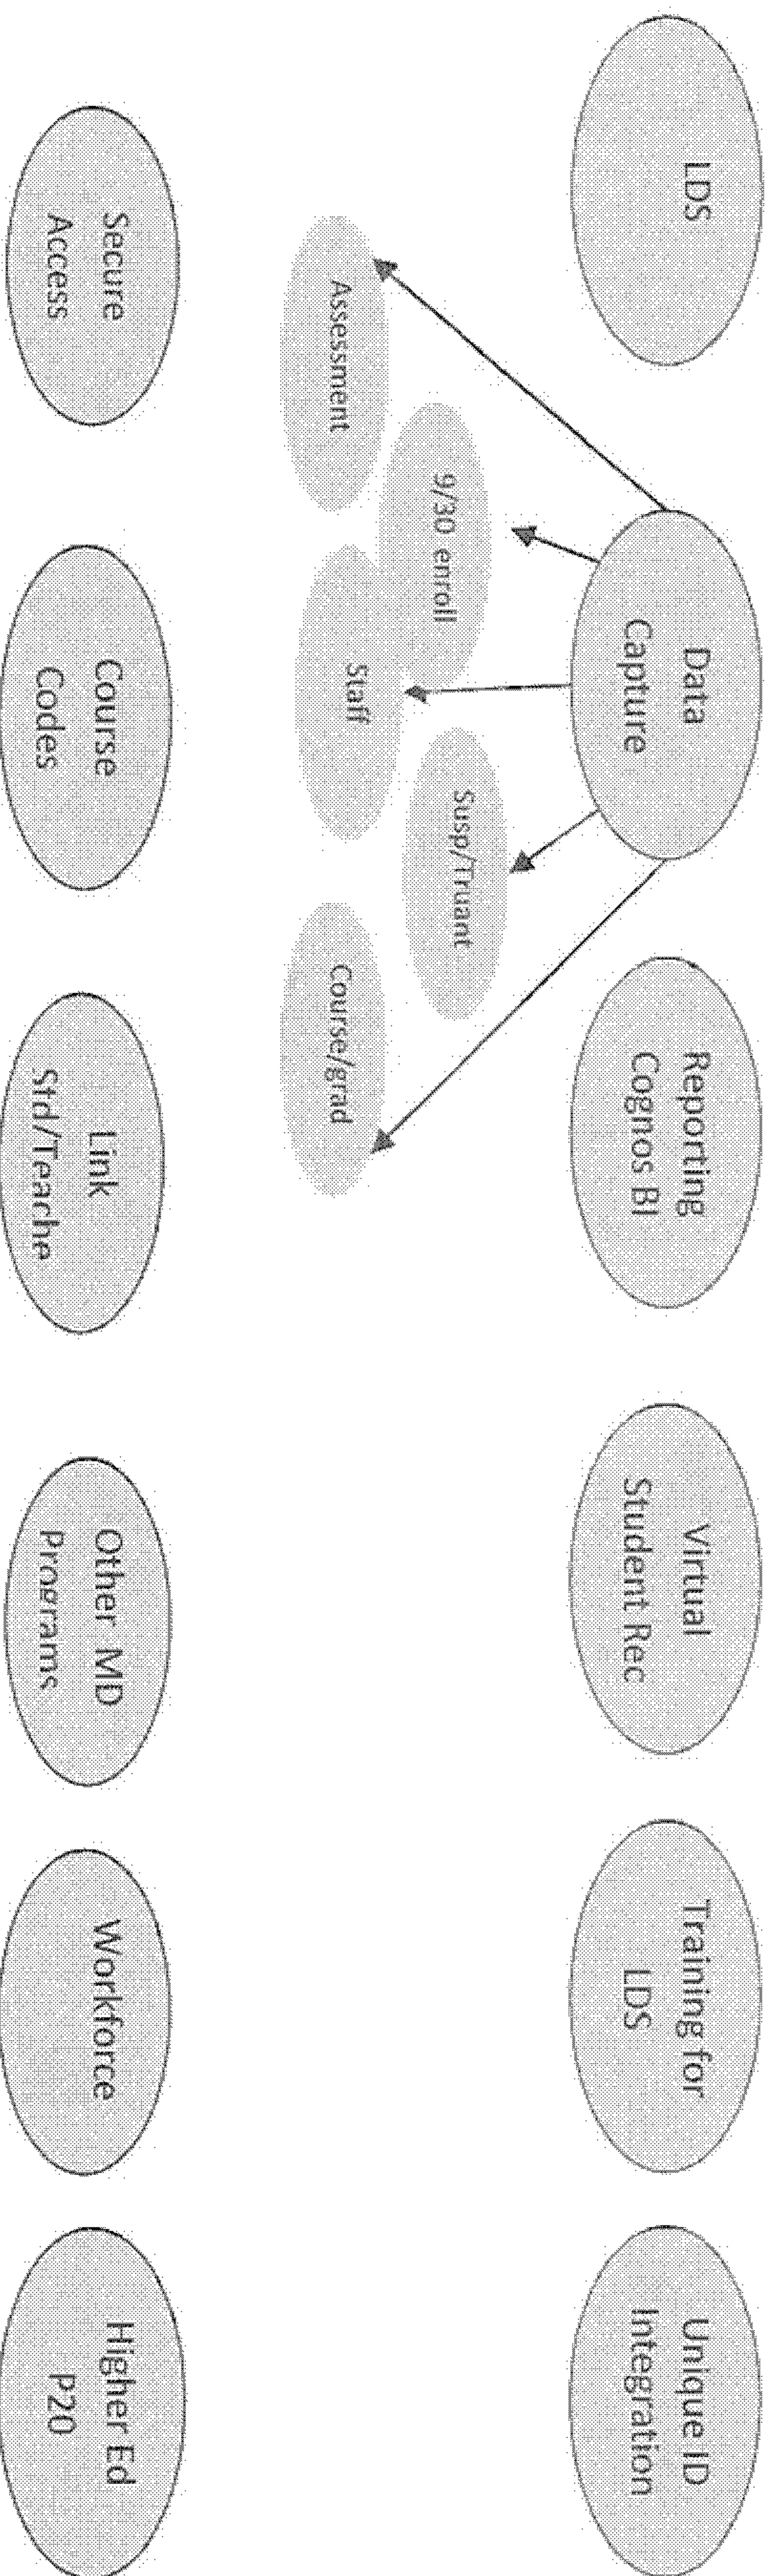 LDS
Data
Capture
Reporting
Cognos BI
Virtual
Student Rec
Training for
LDS
Unique ID
Integration
Assessment
9/30 enroll
Staff
Susp/Truant
Course/grad
Secure
Access
Course
Codes
Link
Std/Teache
Other MD
Programs
Workforce
Higher Ed
P20